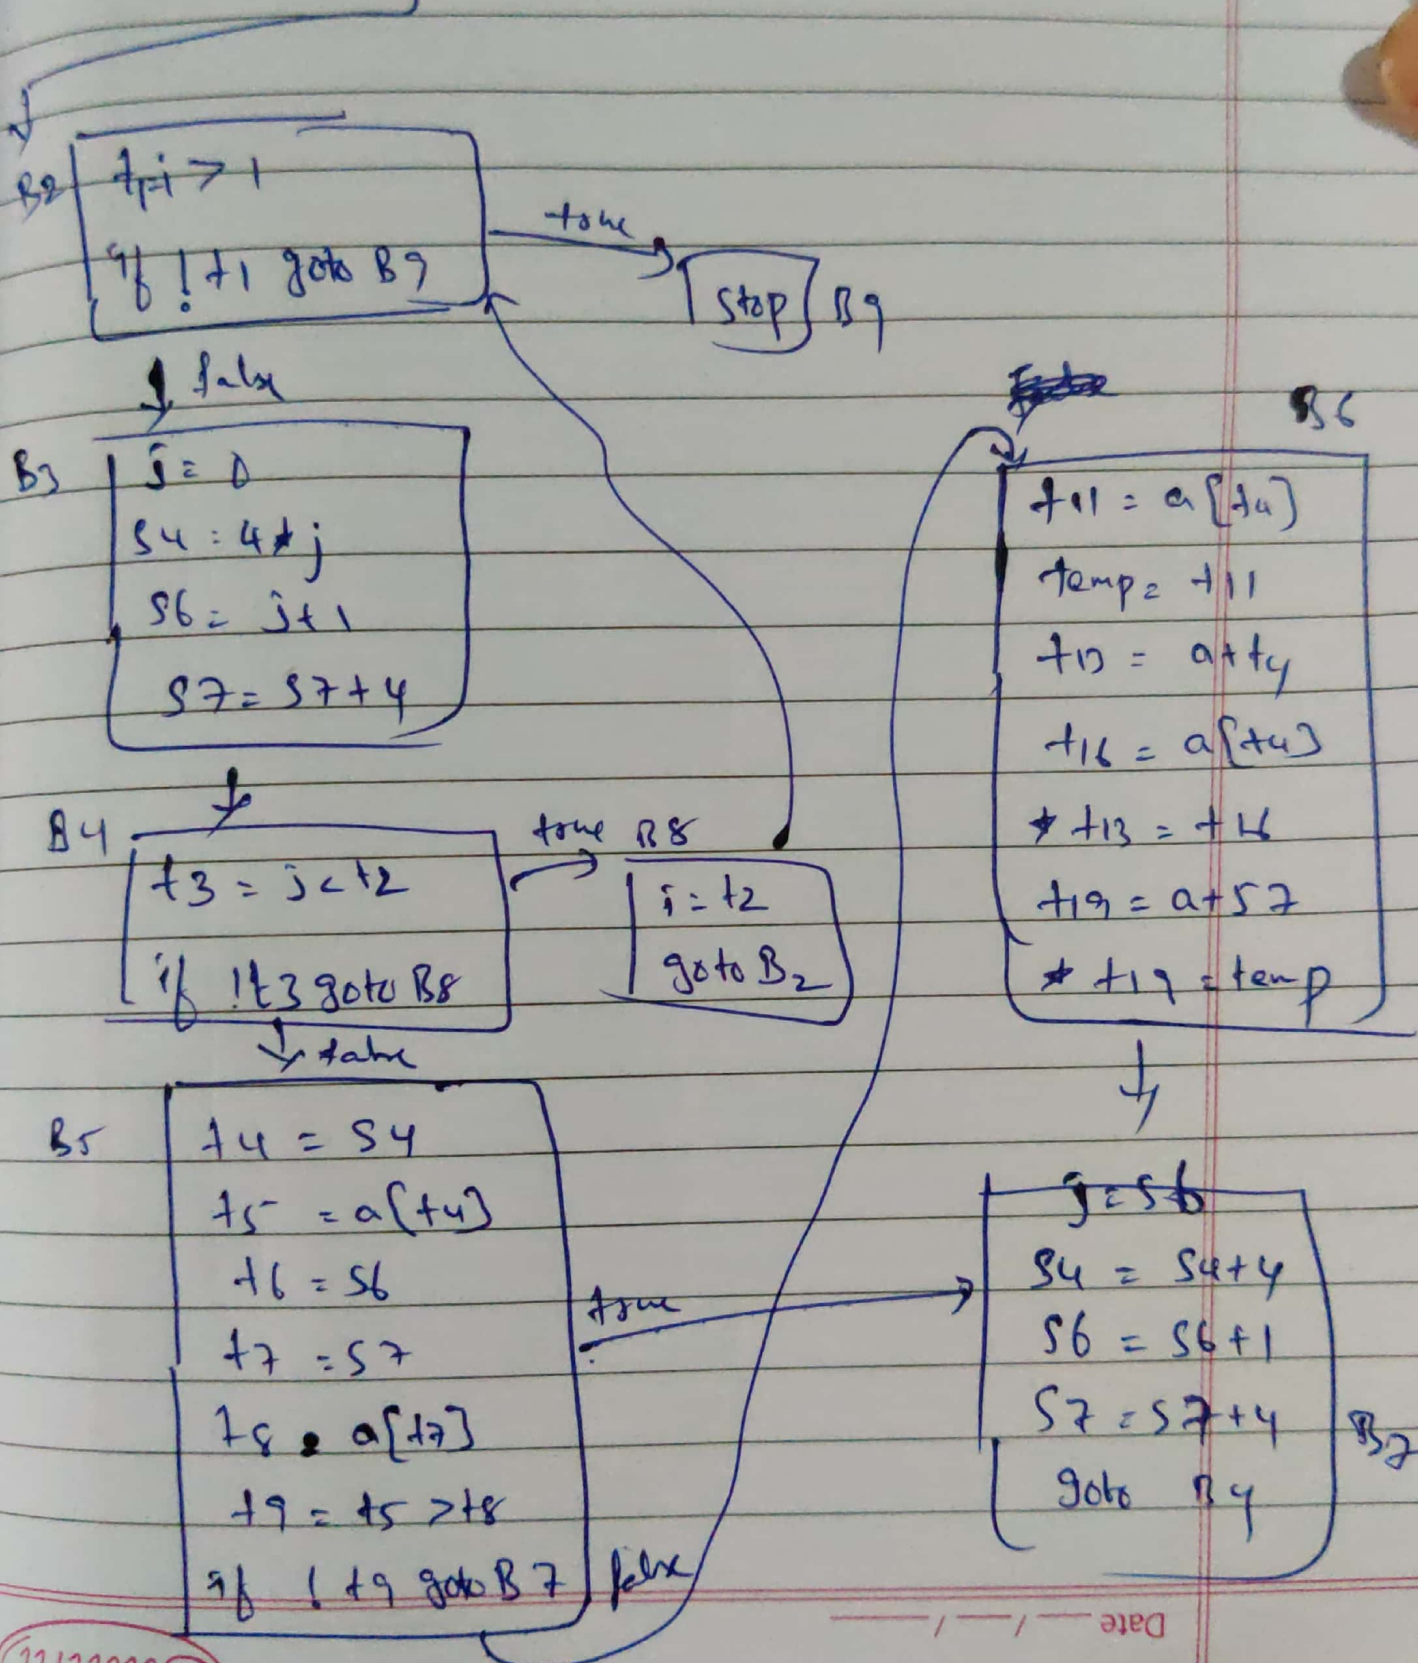 B2
t1=i > 1
if !t1 goto B9
true
stop
B9
false
B3
j = 0
S4 = 4*j
S6 = j+1
S7 = S7+4
B4
t3 = j<t2
if !t3 goto B8
true
B8
i = t2
goto B2
false
B5
t4 = S4
t5 = a[t4]
t6 = S6
t7 = S7
t8 = a[t7]
t9 = t5 > t8
if !t9 goto B7
true
false
B6
t11 = a[t4]
temp = t11
t13 = a+t4
t16 = a[t4]
* t13 = t16
t19 = a+S7
* t19 = temp
j = S6
S4 = S4+4
S6 = S6+1
S7 = S7+4
goto B4
B7
Date